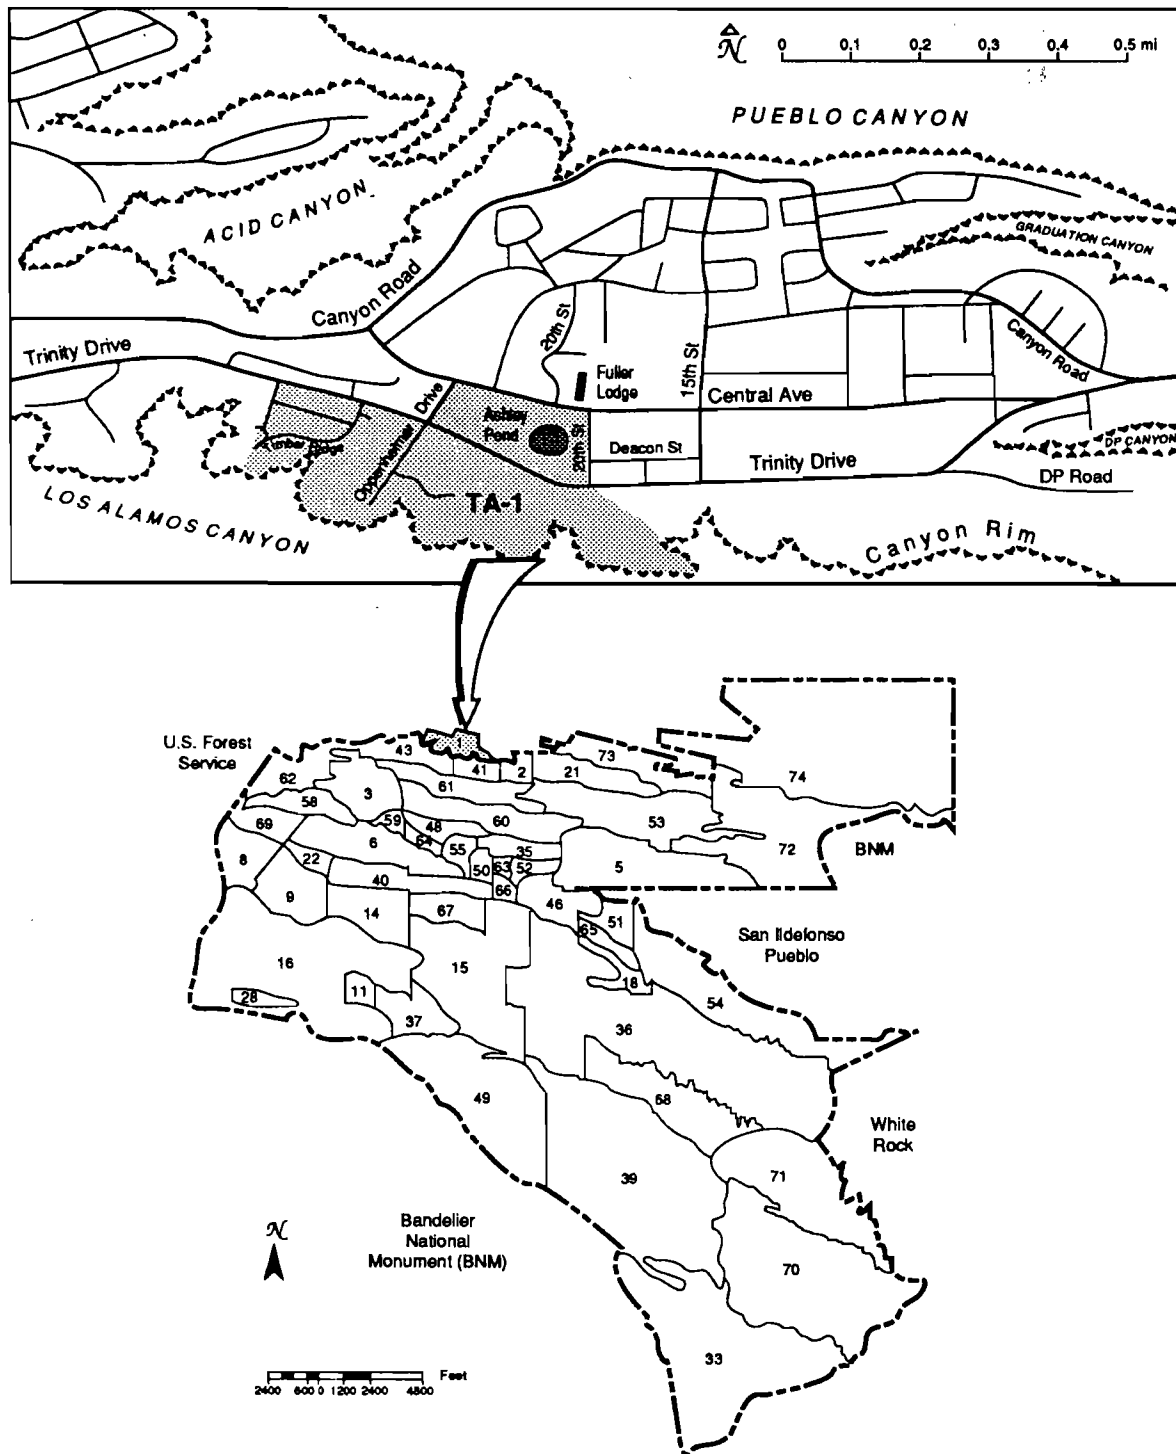 N
0 0.1 0.2 0.3 0.4 0.5 mi
PUEBLO CANYON
ACID CANYON
GRADUATION CANYON
Canyon Road
Trinity Drive
20th St
15th St
Canyon Road
Fuller
Lodge
Central Ave
Oppenheimer Drive
Ashley
Pond
20th St
Deacon St
Trinity Drive
DP CANYON
DP Road
Timber Ridge
TA-1
LOS ALAMOS CANYON
Canyon Rim
U.S. Forest
Service
1
43
41
2
21
73
74
62
3
61
58
59
48
60
53
69
6
64
55
35
72
BNM
8
22
50
63
52
5
40
66
9
14
67
46
51
65
San Ildefonso
Pueblo
16
15
18
28
11
54
37
36
49
68
White
Rock
39
71
N
Bandelier
National
Monument (BNM)
70
33
Feet
2400 600 0 1200 2400 4800